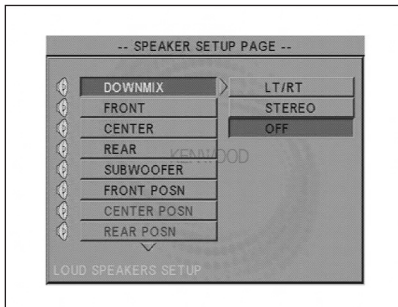 -- SPEAKER SETUP PAGE --
DOWNMIX
LT/RT
FRONT
STEREO
CENTER
OFF
REAR
KENWOOD
SUBWOOFER
FRONT POSN
CENTER POSN
REAR POSN
LOUD SPEAKERS SETUP